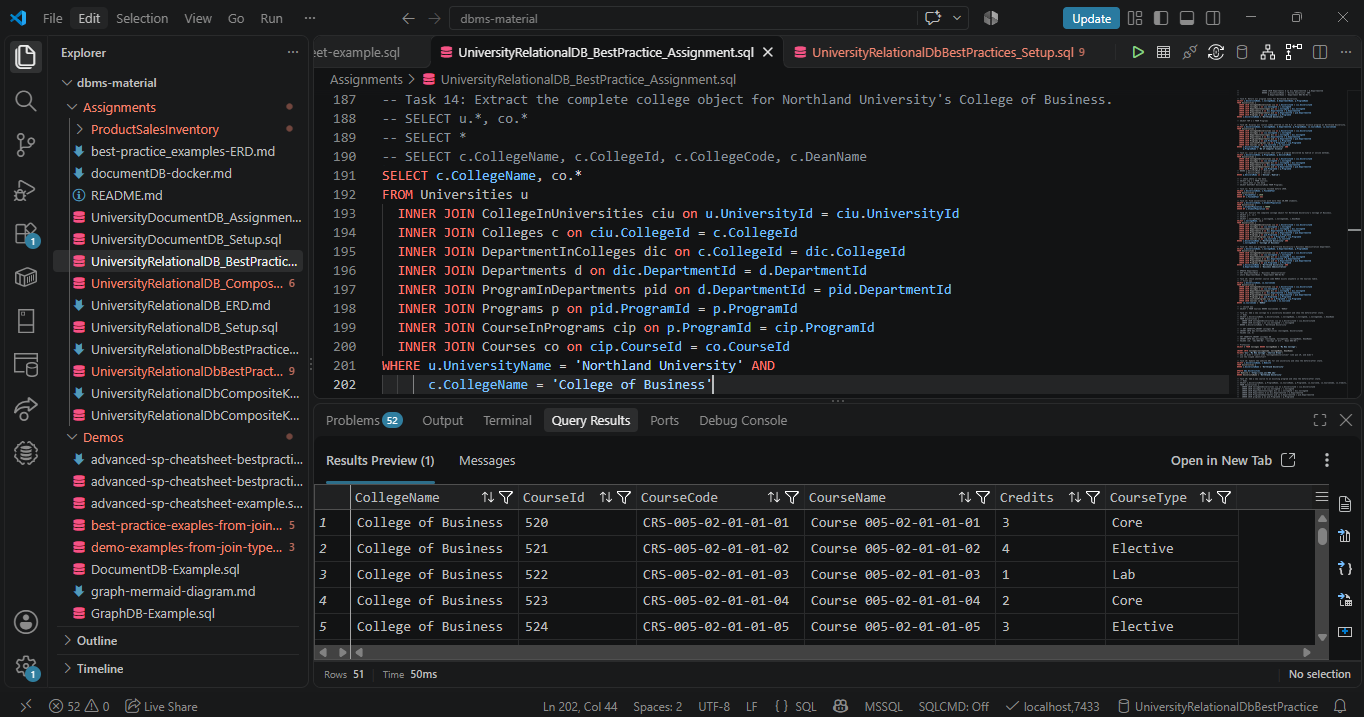 File Edit Selection View Go Run ···
dbms-material
Update
Explorer ···
dbms-material
Assignments
ProductSalesInventory
best-practice_examples-ERD.md
documentDB-docker.md
README.md
UniversityDocumentDB_Assignmen...
UniversityDocumentDB_Setup.sql
UniversityRelationalDB_BestPractic...
UniversityRelationalDB_Compos... 6
UniversityRelationalDB_ERD.md
UniversityRelationalDB_Setup.sql
UniversityRelationalDbBestPractice...
UniversityRelationalDbBestPract... 9
UniversityRelationalDbCompositeK...
UniversityRelationalDbCompositeK...
Demos
advanced-sp-cheatsheet-bestpracti...
advanced-sp-cheatsheet-bestpracti...
advanced-sp-cheatsheet-example.s...
best-practice-exaples-from-join... 5
demo-examples-from-join-type... 3
DocumentDB-Example.sql
graph-mermaid-diagram.md
GraphDB-Example.sql
Outline
Timeline
1
1
eet-example.sql
UniversityRelationalDB_BestPractice_Assignment.sql
UniversityRelationalDbBestPractices_Setup.sql 9
Assignments > UniversityRelationalDB_BestPractice_Assignment.sql
187 -- Task 14: Extract the complete college object for Northland University's College of Business.
188 -- SELECT u.*, co.*
189 -- SELECT *
190 -- SELECT c.CollegeName, c.CollegeId, c.CollegeCode, c.DeanName
191 SELECT c.CollegeName, co.*
192 FROM Universities u
193 INNER JOIN CollegeInUniversities ciu on u.UniversityId = ciu.UniversityId
194 INNER JOIN Colleges c on ciu.CollegeId = c.CollegeId
195 INNER JOIN DepartmentInColleges dic on c.CollegeId = dic.CollegeId
196 INNER JOIN Departments d on dic.DepartmentId = d.DepartmentId
197 INNER JOIN ProgramInDepartments pid on d.DepartmentId = pid.DepartmentId
198 INNER JOIN Programs p on pid.ProgramId = p.ProgramId
199 INNER JOIN CourseInPrograms cip on p.ProgramId = cip.ProgramId
200 INNER JOIN Courses co on cip.CourseId = co.CourseId
201 WHERE u.UniversityName = 'Northland University' AND
202 c.CollegeName = 'College of Business'
Problems 52 Output Terminal Query Results Ports Debug Console
Results Preview (1) Messages Open in New Tab
CollegeName CourseId CourseCode CourseName Credits CourseType
1 College of Business 520 CRS-005-02-01-01-01 Course 005-02-01-01-01 3 Core
2 College of Business 521 CRS-005-02-01-01-02 Course 005-02-01-01-02 4 Elective
3 College of Business 522 CRS-005-02-01-01-03 Course 005-02-01-01-03 1 Lab
4 College of Business 523 CRS-005-02-01-01-04 Course 005-02-01-01-04 2 Core
5 College of Business 524 CRS-005-02-01-01-05 Course 005-02-01-01-05 3 Elective
Rows 51 Time 50ms No selection
52 0 Live Share Ln 202, Col 44 Spaces: 2 UTF-8 LF {} SQL MSSQL SQLCMD: Off localhost,7433 UniversityRelationalDbBestPractice